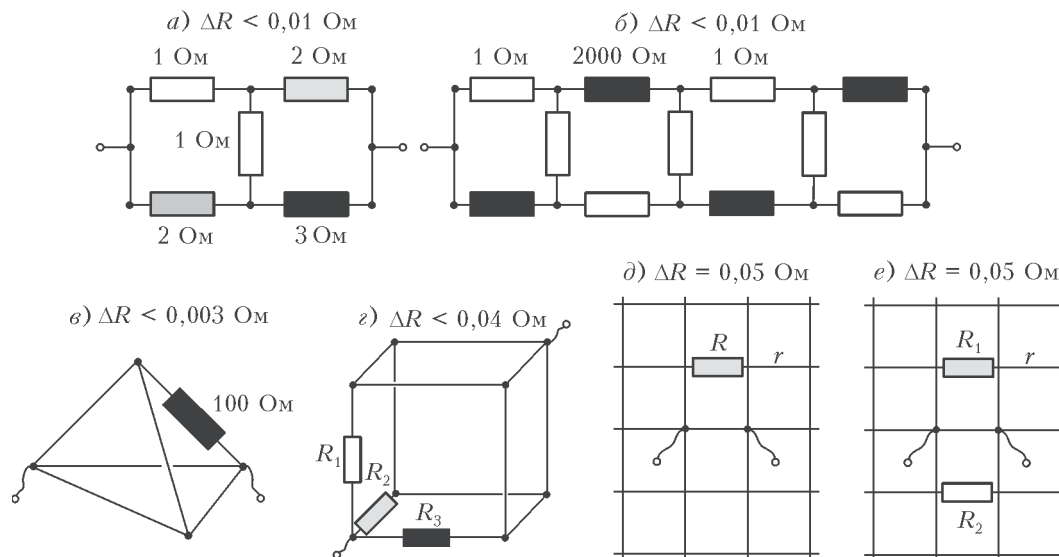 а) ΔR < 0,01 Ом
1 Ом
2 Ом
1 Ом
2 Ом
3 Ом
б) ΔR < 0,01 Ом
1 Ом
2000 Ом
1 Ом
в) ΔR < 0,003 Ом
100 Ом
г) ΔR < 0,04 Ом
R₁
R₂
R₃
д) ΔR = 0,05 Ом
R
r
е) ΔR = 0,05 Ом
R₁
r
R₂